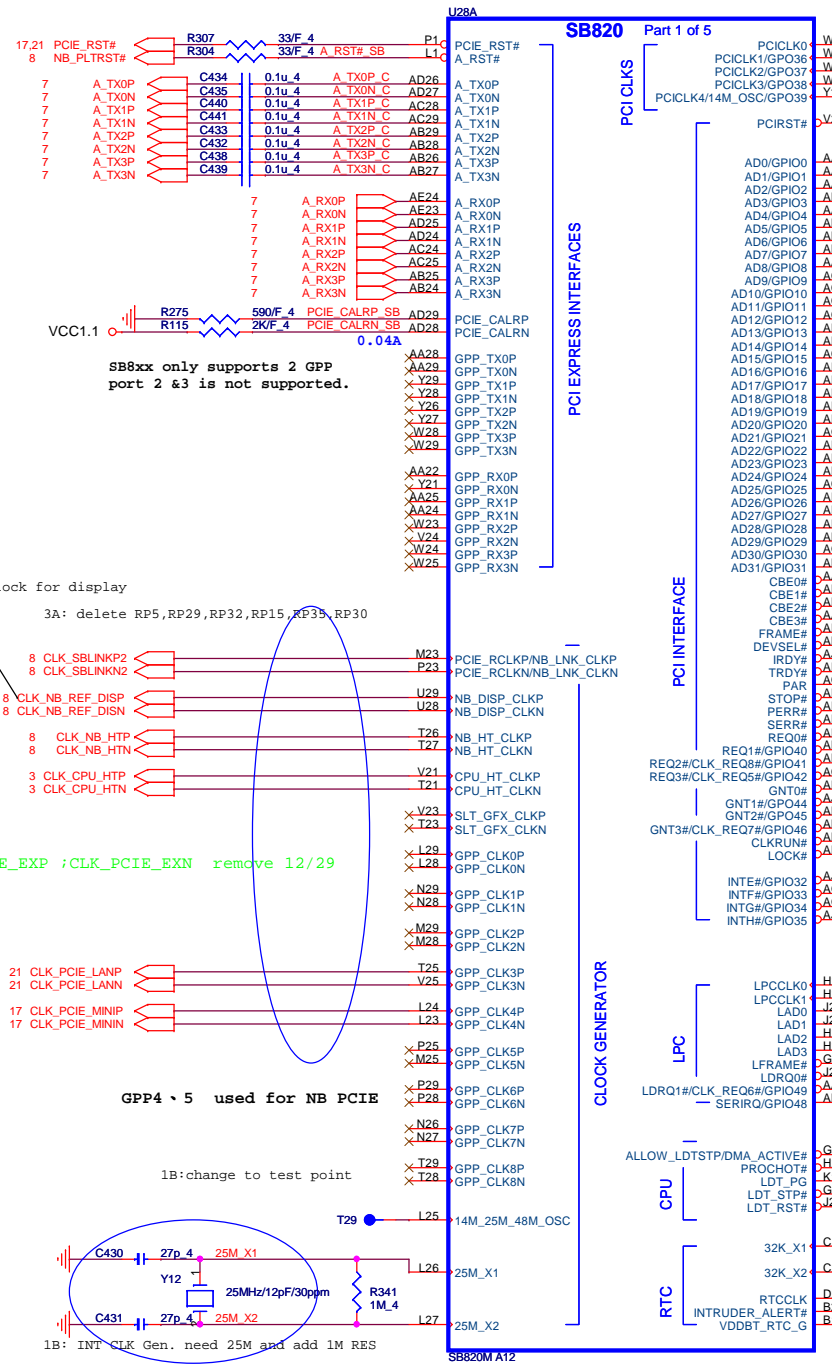 U28A
SB820 Part 1 of 5
17,21 PCIE_RST# R307 33/F_4 P1 PCIE_RST#
8 NB_PLTRST# R304 33/F_4 A_RST#_SB L1 A_RST#
7 A_TX0P C434 0.1u_4 A_TX0P_C AD26 A_TX0P
7 A_TX0N C435 0.1u_4 A_TX0N_C AD27 A_TX0N
7 A_TX1P C440 0.1u_4 A_TX1P_C AC28 A_TX1P
7 A_TX1N C441 0.1u_4 A_TX1N_C AC29 A_TX1N
7 A_TX2P C433 0.1u_4 A_TX2P_C AB29 A_TX2P
7 A_TX2N C432 0.1u_4 A_TX2N_C AB28 A_TX2N
7 A_TX3P C438 0.1u_4 A_TX3P_C AB26 A_TX3P
7 A_TX3N C439 0.1u_4 A_TX3N_C AB27 A_TX3N
7 A_RX0P AE24 A_RX0P
7 A_RX0N AE23 A_RX0N
7 A_RX1P AD25 A_RX1P
7 A_RX1N AD24 A_RX1N
7 A_RX2P AC24 A_RX2P
7 A_RX2N AC25 A_RX2N
7 A_RX3P AB25 A_RX3P
7 A_RX3N AB24 A_RX3N
R275 590/F_4 PCIE_CALRP_SB AD29 PCIE_CALRP
VCC1.1 R115 2K/F_4 PCIE_CALRN_SB AD28 PCIE_CALRN
0.04A
SB8xx only supports 2 GPP
port 2 &3 is not supported.
AA28 GPP_TX0P
AA29 GPP_TX0N
Y29 GPP_TX1P
Y28 GPP_TX1N
Y26 GPP_TX2P
Y27 GPP_TX2N
W28 GPP_TX3P
W29 GPP_TX3N
AA22 GPP_RX0P
Y21 GPP_RX0N
AA25 GPP_RX1P
AA24 GPP_RX1N
W23 GPP_RX2P
V24 GPP_RX2N
W24 GPP_RX3P
W25 GPP_RX3N
PCI EXPRESS INTERFACES
lock for display
3A: delete RP5,RP29,RP32,RP15,RP35,RP30
8 CLK_SBLINKP2 M23 PCIE_RCLKP/NB_LNK_CLKP
8 CLK_SBLINKN2 P23 PCIE_RCLKN/NB_LNK_CLKN
8 CLK_NB_REF_DISP U29 NB_DISP_CLKP
8 CLK_NB_REF_DISN U28 NB_DISP_CLKN
8 CLK_NB_HTP T26 NB_HT_CLKP
8 CLK_NB_HTN T27 NB_HT_CLKN
3 CLK_CPU_HTP V21 CPU_HT_CLKP
3 CLK_CPU_HTN T21 CPU_HT_CLKN
V23 SLT_GFX_CLKP
T23 SLT_GFX_CLKN
E_EXP ;CLK_PCIE_EXN remove 12/29
L29 GPP_CLK0P
L28 GPP_CLK0N
N29 GPP_CLK1P
N28 GPP_CLK1N
M29 GPP_CLK2P
M28 GPP_CLK2N
21 CLK_PCIE_LANP T25 GPP_CLK3P
21 CLK_PCIE_LANN V25 GPP_CLK3N
17 CLK_PCIE_MINIP L24 GPP_CLK4P
17 CLK_PCIE_MININ L23 GPP_CLK4N
P25 GPP_CLK5P
M25 GPP_CLK5N
GPP4、5 used for NB PCIE
P29 GPP_CLK6P
P28 GPP_CLK6N
N26 GPP_CLK7P
N27 GPP_CLK7N
T29 GPP_CLK8P
T28 GPP_CLK8N
1B:change to test point
T29 L25 14M_25M_48M_OSC
C430 27p_4 25M_X1 L26 25M_X1
Y12 1
25MHz/12pF/30ppm
R341
1M_4
C431 27p_4 25M_X2 L27 25M_X2
1B: INT CLK Gen. need 25M and add 1M RES
CLOCK GENERATOR
SB820M A12
PCI CLKS
PCICLK0
PCICLK1/GPO36
PCICLK2/GPO37
PCICLK3/GPO38
PCICLK4/14M_OSC/GPO39
PCIRST#
AD0/GPIO0
AD1/GPIO1
AD2/GPIO2
AD3/GPIO3
AD4/GPIO4
AD5/GPIO5
AD6/GPIO6
AD7/GPIO7
AD8/GPIO8
AD9/GPIO9
AD10/GPIO10
AD11/GPIO11
AD12/GPIO12
AD13/GPIO13
AD14/GPIO14
AD15/GPIO15
AD16/GPIO16
AD17/GPIO17
AD18/GPIO18
AD19/GPIO19
AD20/GPIO20
AD21/GPIO21
AD22/GPIO22
AD23/GPIO23
AD24/GPIO24
AD25/GPIO25
AD26/GPIO26
AD27/GPIO27
AD28/GPIO28
AD29/GPIO29
AD30/GPIO30
AD31/GPIO31
CBE0#
CBE1#
CBE2#
CBE3#
FRAME#
DEVSEL#
IRDY#
TRDY#
PAR
STOP#
PERR#
SERR#
REQ0#
REQ1#/GPIO40
REQ2#/CLK_REQ8#/GPIO41
REQ3#/CLK_REQ5#/GPIO42
GNT0#
GNT1#/GPO44
GNT2#/GPO45
GNT3#/CLK_REQ7#/GPIO46
CLKRUN#
LOCK#
INTE#/GPIO32
INTF#/GPIO33
INTG#/GPIO34
INTH#/GPIO35
PCI INTERFACE
LPCCLK0
LPCCLK1
LAD0
LAD1
LAD2
LAD3
LFRAME#
LDRQ0#
LDRQ1#/CLK_REQ6#/GPIO49
SERIRQ/GPIO48
LPC
ALLOW_LDTSTP/DMA_ACTIVE#
PROCHOT#
LDT_PG
LDT_STP#
LDT_RST#
CPU
32K_X1
32K_X2
RTCCLK
INTRUDER_ALERT#
VDDBT_RTC_G
RTC